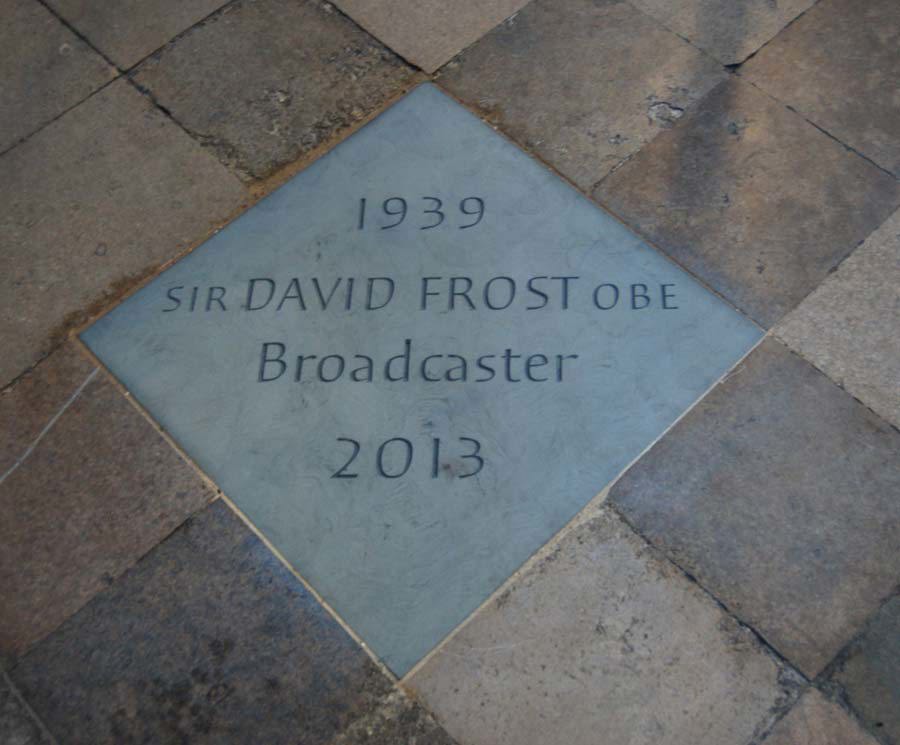 1939
SIR DAVID FROST OBE
Broadcaster
2013